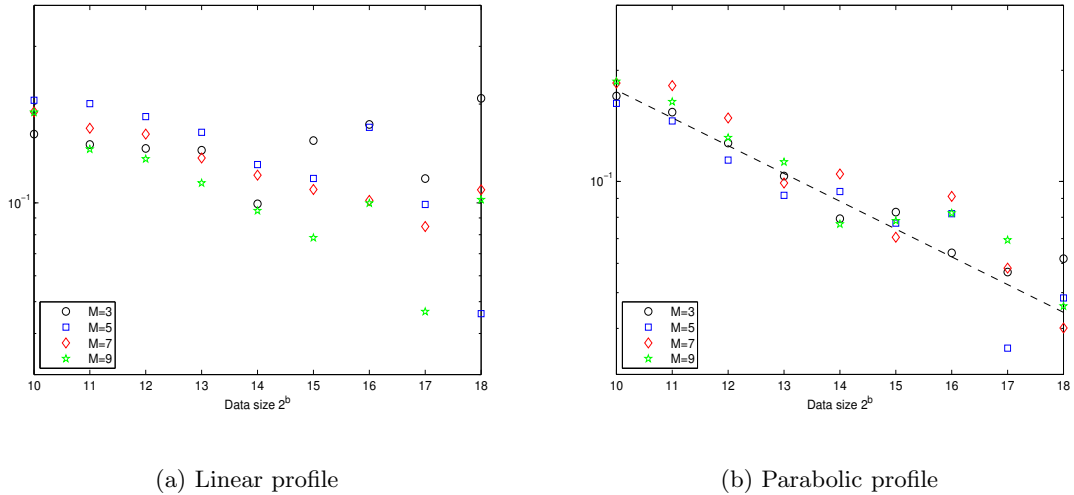 10⁻¹
M=3
M=5
M=7
M=9
10 11 12 13 14 15 16 17 18
Data size 2ᵇ
(a) Linear profile
10⁻¹
M=3
M=5
M=7
M=9
10 11 12 13 14 15 16 17 18
Data size 2ᵇ
(b) Parabolic profile